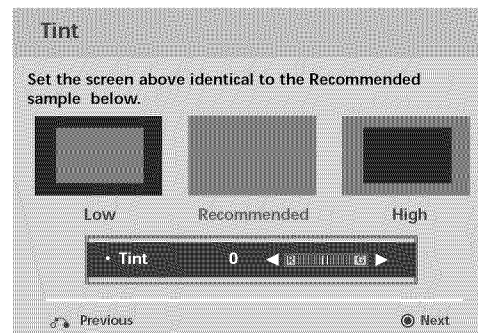 Tint
Set the screen above identical to the Recommended
sample below.
Low Recommended High
• Tint 0 ◀ R G ▶
Previous Next